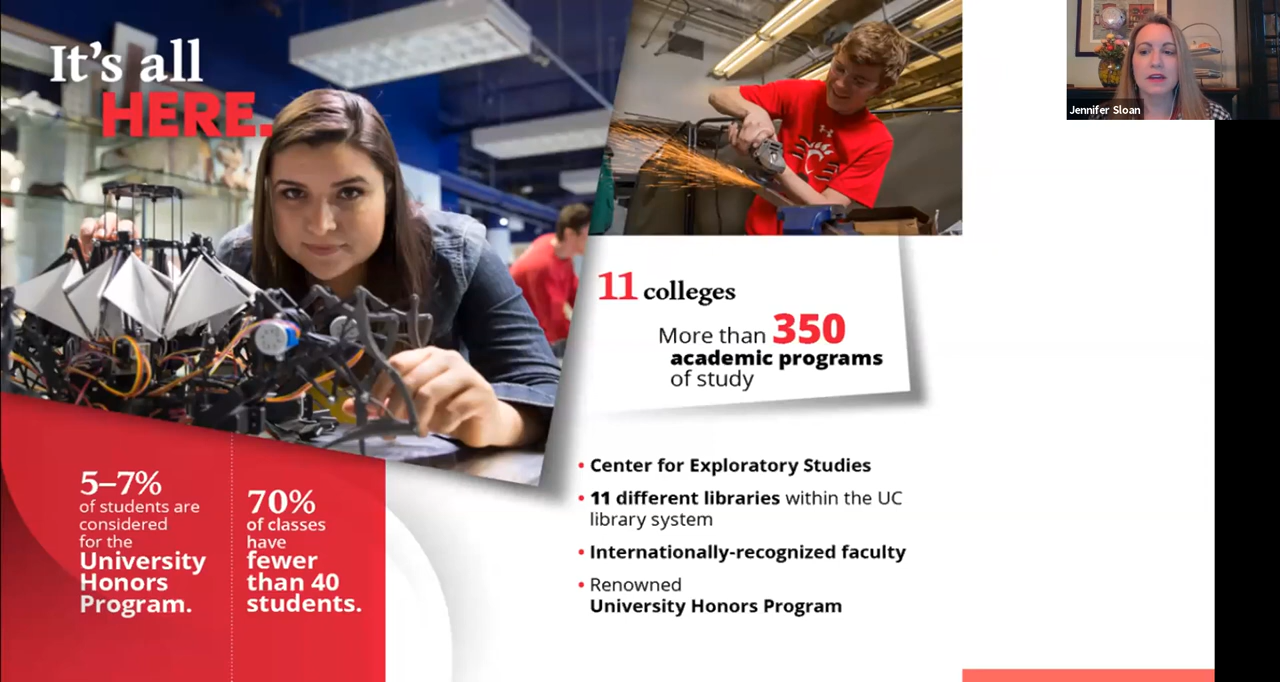 It's all
HERE.
Jennifer Sloan
11 colleges
More than 350
academic programs
of study
5–7%
of students are
considered
for the
University
Honors
Program.
70%
of classes
have
fewer
than 40
students.
• Center for Exploratory Studies
• 11 different libraries within the UC
library system
• Internationally-recognized faculty
• Renowned
University Honors Program